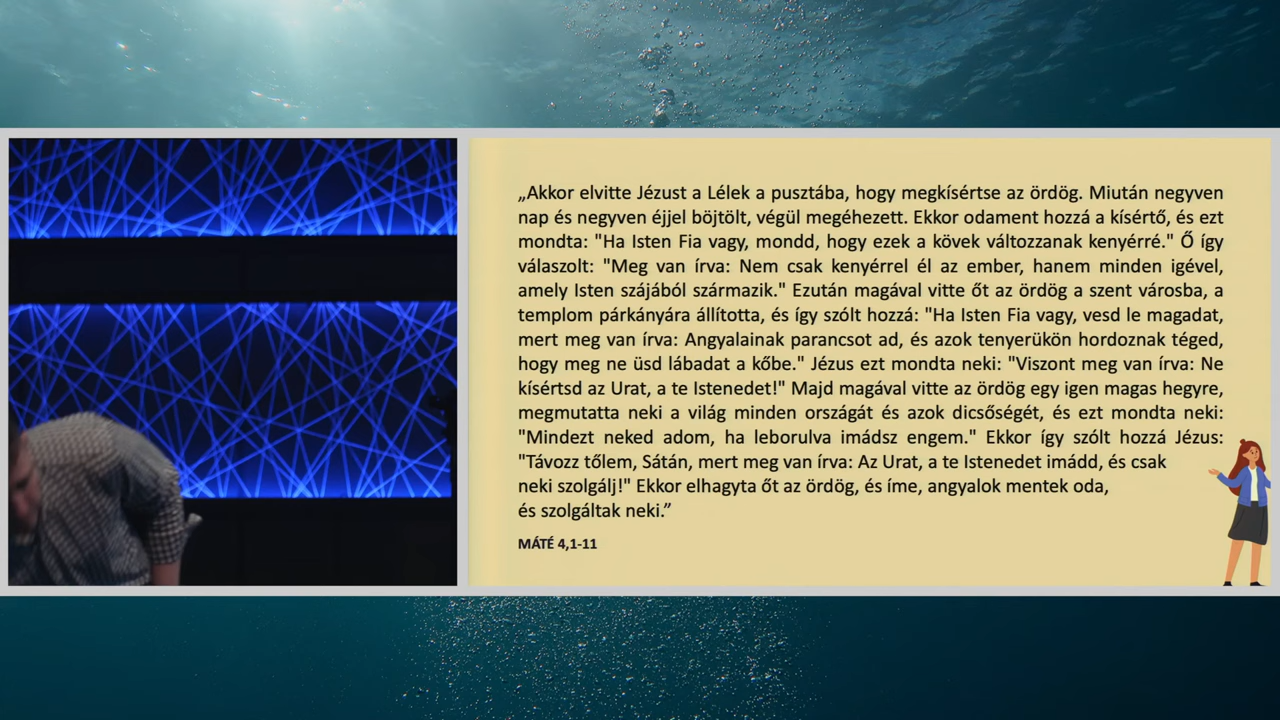 „Akkor elvitte Jézust a Lélek a pusztába, hogy megkísértse az ördög. Miután negyven
nap és negyven éjjel böjtölt, végül megéhezett. Ekkor odament hozzá a kísértő, és ezt
mondta: "Ha Isten Fia vagy, mondd, hogy ezek a kövek változzanak kenyérré." Ő így
válaszolt: "Meg van írva: Nem csak kenyérrel él az ember, hanem minden igével,
amely Isten szájából származik." Ezután magával vitte őt az ördög a szent városba, a
templom párkányára állította, és így szólt hozzá: "Ha Isten Fia vagy, vesd le magadat,
mert meg van írva: Angyalainak parancsot ad, és azok tenyerükön hordoznak téged,
hogy meg ne üsd lábadat a kőbe." Jézus ezt mondta neki: "Viszont meg van írva: Ne
kísértsd az Urat, a te Istenedet!" Majd magával vitte az ördög egy igen magas hegyre,
megmutatta neki a világ minden országát és azok dicsőségét, és ezt mondta neki:
"Mindezt neked adom, ha leborulva imádsz engem." Ekkor így szólt hozzá Jézus:
"Távozz tőlem, Sátán, mert meg van írva: Az Urat, a te Istenedet imádd, és csak
neki szolgálj!" Ekkor elhagyta őt az ördög, és íme, angyalok mentek oda,
és szolgáltak neki.”
MÁTÉ 4,1-11